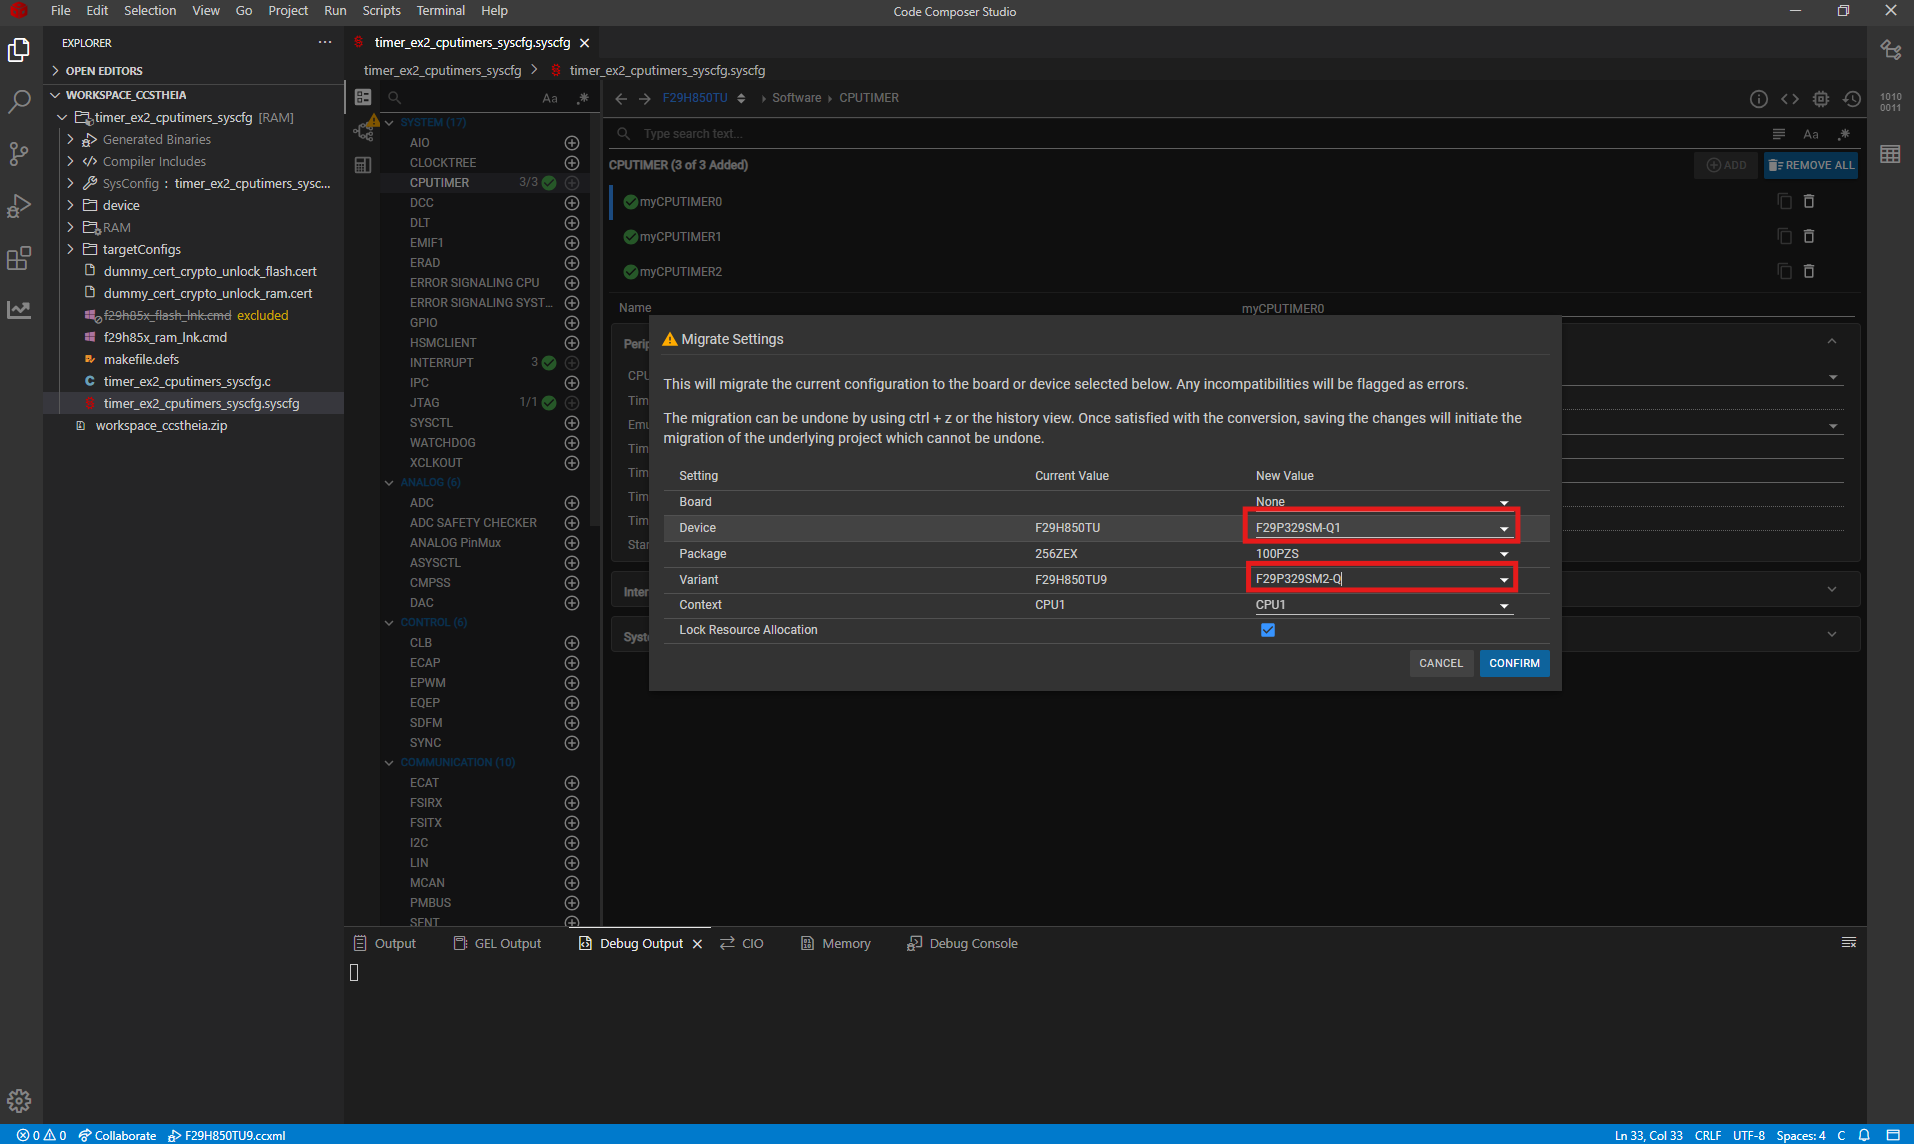 File Edit Selection View Go Project Run Scripts Terminal Help
Code Composer Studio
EXPLORER
OPEN EDITORS
WORKSPACE_CCSTHEIA
timer_ex2_cputimers_syscfg [RAM]
Generated Binaries
Compiler Includes
SysConfig : timer_ex2_cputimers_sysc...
device
RAM
targetConfigs
dummy_cert_crypto_unlock_flash.cert
dummy_cert_crypto_unlock_ram.cert
f29h85x_flash_lnk.cmd excluded
f29h85x_ram_lnk.cmd
makefile.defs
timer_ex2_cputimers_syscfg.c
timer_ex2_cputimers_syscfg.syscfg
workspace_ccstheia.zip
timer_ex2_cputimers_syscfg.syscfg
timer_ex2_cputimers_syscfg > timer_ex2_cputimers_syscfg.syscfg
Aa .*
SYSTEM (17)
AIO
CLOCKTREE
CPUTIMER 3/3
DCC
DLT
EMIF1
ERAD
ERROR SIGNALING CPU
ERROR SIGNALING SYST...
GPIO
HSMCLIENT
INTERRUPT 3
IPC
JTAG 1/1
SYSCTL
WATCHDOG
XCLKOUT
ANALOG (6)
ADC
ADC SAFETY CHECKER
ANALOG PinMux
ASYSCTL
CMPSS
DAC
CONTROL (6)
CLB
ECAP
EPWM
EQEP
SDFM
SYNC
COMMUNICATION (10)
ECAT
FSIRX
FSITX
I2C
LIN
MCAN
PMBUS
SENT
F29H850TU Software CPUTIMER
Type search text...
Aa .*
CPUTIMER (3 of 3 Added)
ADD REMOVE ALL
myCPUTIMER0
myCPUTIMER1
myCPUTIMER2
Name myCPUTIMER0
Perip
CPU
Tim
Emu
Tim
Tim
Tim
Tim
Star
Inter
Syst
Migrate Settings
This will migrate the current configuration to the board or device selected below. Any incompatibilities will be flagged as errors.
The migration can be undone by using ctrl + z or the history view. Once satisfied with the conversion, saving the changes will initiate the
migration of the underlying project which cannot be undone.
Setting Current Value New Value
Board None
Device F29H850TU F29P329SM-Q1
Package 256ZEX 100PZS
Variant F29H850TU9 F29P329SM2-Q
Context CPU1 CPU1
Lock Resource Allocation
CANCEL CONFIRM
1010
0011
Output GEL Output Debug Output CIO Memory Debug Console
0 0 Collaborate F29H850TU9.ccxml
Ln 33, Col 33 CRLF UTF-8 Spaces: 4 C